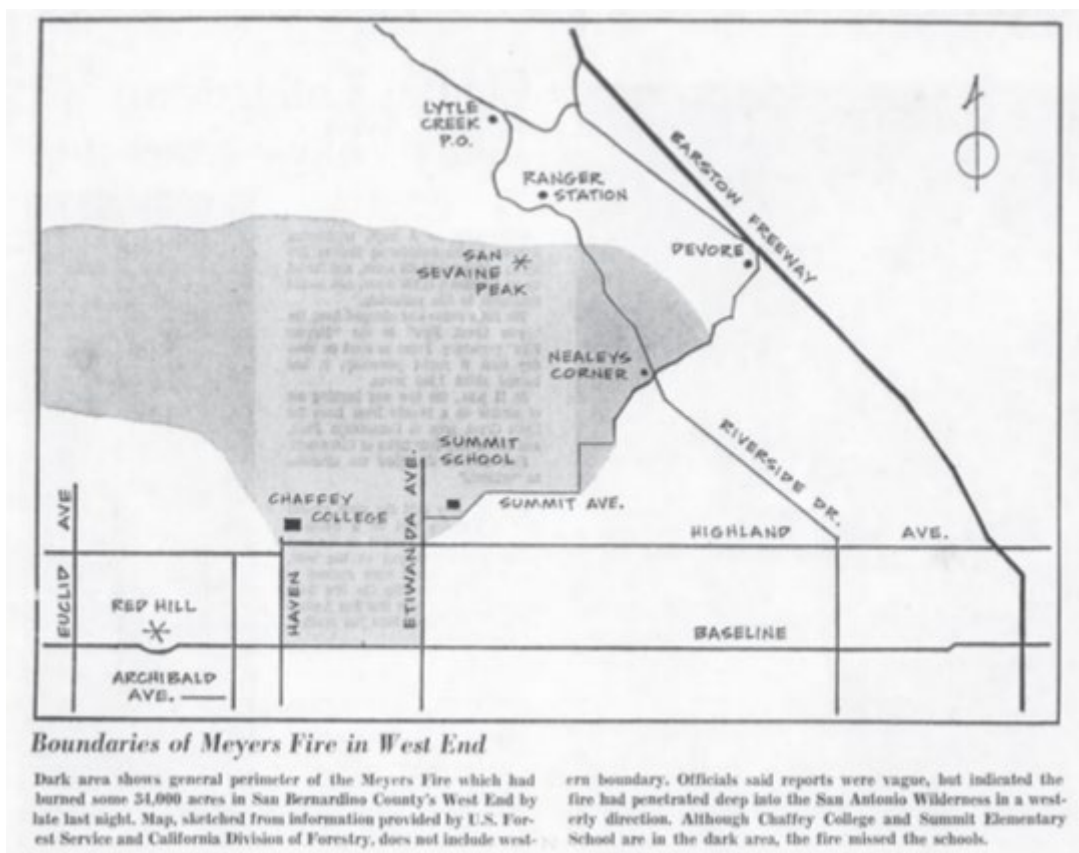 LYTLE
CREEK
P.O.
RANGER
STATION
BARSTOW FREEWAY
DEVORE
SAN
SEVAINE
PEAK
NEALEYS
CORNER
RIVERSIDE DR.
SUMMIT
SCHOOL
SUMMIT AVE.
CHAFFEY
COLLEGE
ETIWANDA AVE.
HIGHLAND AVE.
EUCLID AVE
RED HILL
HAVEN
BASELINE
ARCHIBALD
AVE.
Boundaries of Meyers Fire in West End
Dark area shows general perimeter of the Meyers Fire which had
burned some 34,000 acres in San Bernardino County's West End by
late last night. Map, sketched from information provided by U.S. For-
est Service and California Division of Forestry, does not include west-
ern boundary. Officials said reports were vague, but indicated the
fire had penetrated deep into the San Antonio Wilderness in a west-
erly direction. Although Chaffey College and Summit Elementary
School are in the dark area, the fire missed the schools.